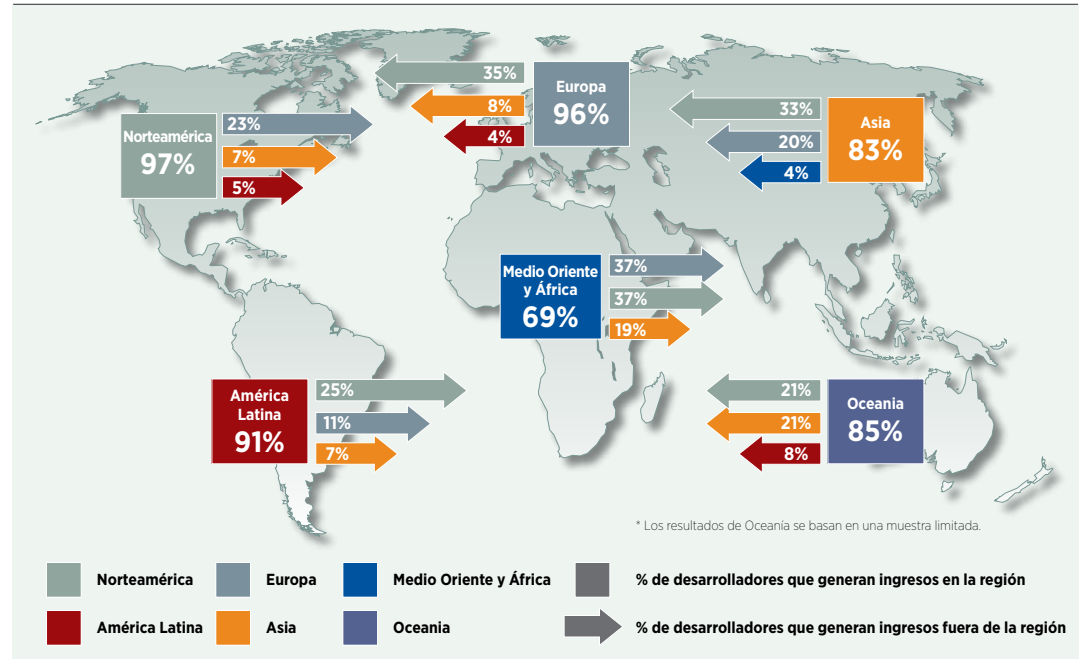 35%
8%
4%
Europa
96%
33%
20%
4%
Asia
83%
Norteamérica
97%
23%
7%
5%
Medio Oriente
y África
69%
37%
37%
19%
América
Latina
91%
25%
11%
7%
21%
21%
8%
Oceania
85%
* Los resultados de Oceanía se basan en una muestra limitada.
Norteamérica
Europa
Medio Oriente y África
% de desarrolladores que generan ingresos en la región
América Latina
Asia
Oceania
% de desarrolladores que generan ingresos fuera de la región